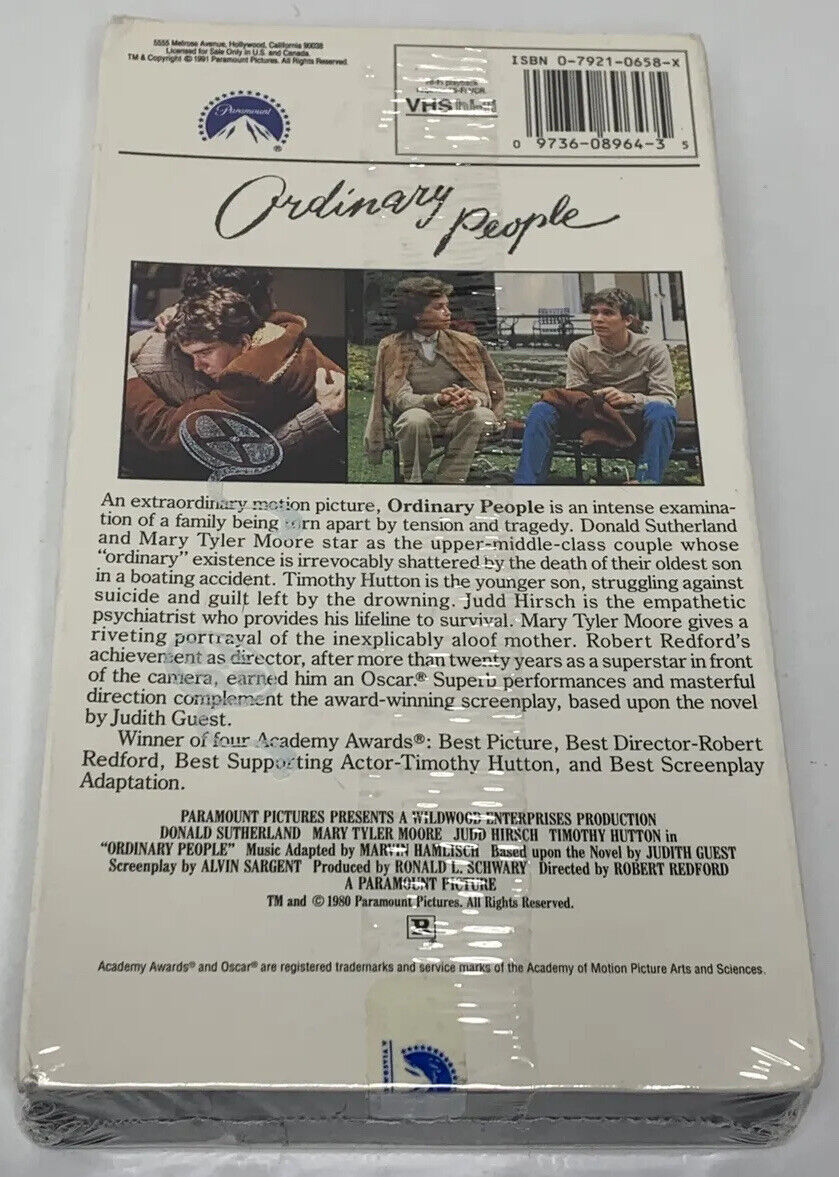 5555 Melrose Avenue, Hollywood, California 90038
Licensed for Sale Only in U.S. and Canada.
TM & Copyright © 1991 Paramount Pictures. All Rights Reserved.
Paramount
®
Hi-Fi playback
VCR.
VHS hi-fi
ISBN 0-7921-0658-X
0 9736-08964-3 5
Ordinary People
An extraordinary motion picture, Ordinary People is an intense examina-
tion of a family being torn apart by tension and tragedy. Donald Sutherland
and Mary Tyler Moore star as the upper-middle-class couple whose
"ordinary" existence is irrevocably shattered by the death of their oldest son
in a boating accident. Timothy Hutton is the younger son, struggling against
suicide and guilt left by the drowning. Judd Hirsch is the empathetic
psychiatrist who provides his lifeline to survival. Mary Tyler Moore gives a
riveting portrayal of the inexplicably aloof mother. Robert Redford's
achievement as director, after more than twenty years as a superstar in front
of the camera, earned him an Oscar.® Superb performances and masterful
direction complement the award-winning screenplay, based upon the novel
by Judith Guest.
Winner of four Academy Awards®: Best Picture, Best Director-Robert
Redford, Best Supporting Actor-Timothy Hutton, and Best Screenplay
Adaptation.
PARAMOUNT PICTURES PRESENTS A WILDWOOD ENTERPRISES PRODUCTION
DONALD SUTHERLAND MARY TYLER MOORE JUDD HIRSCH TIMOTHY HUTTON in
"ORDINARY PEOPLE" Music Adapted by MARVIN HAMLISCH Based upon the Novel by JUDITH GUEST
Screenplay by ALVIN SARGENT Produced by RONALD L. SCHWARY Directed by ROBERT REDFORD
A PARAMOUNT PICTURE
TM and © 1980 Paramount Pictures. All Rights Reserved.
R
Academy Awards® and Oscar® are registered trademarks and service marks of the Academy of Motion Picture Arts and Sciences.